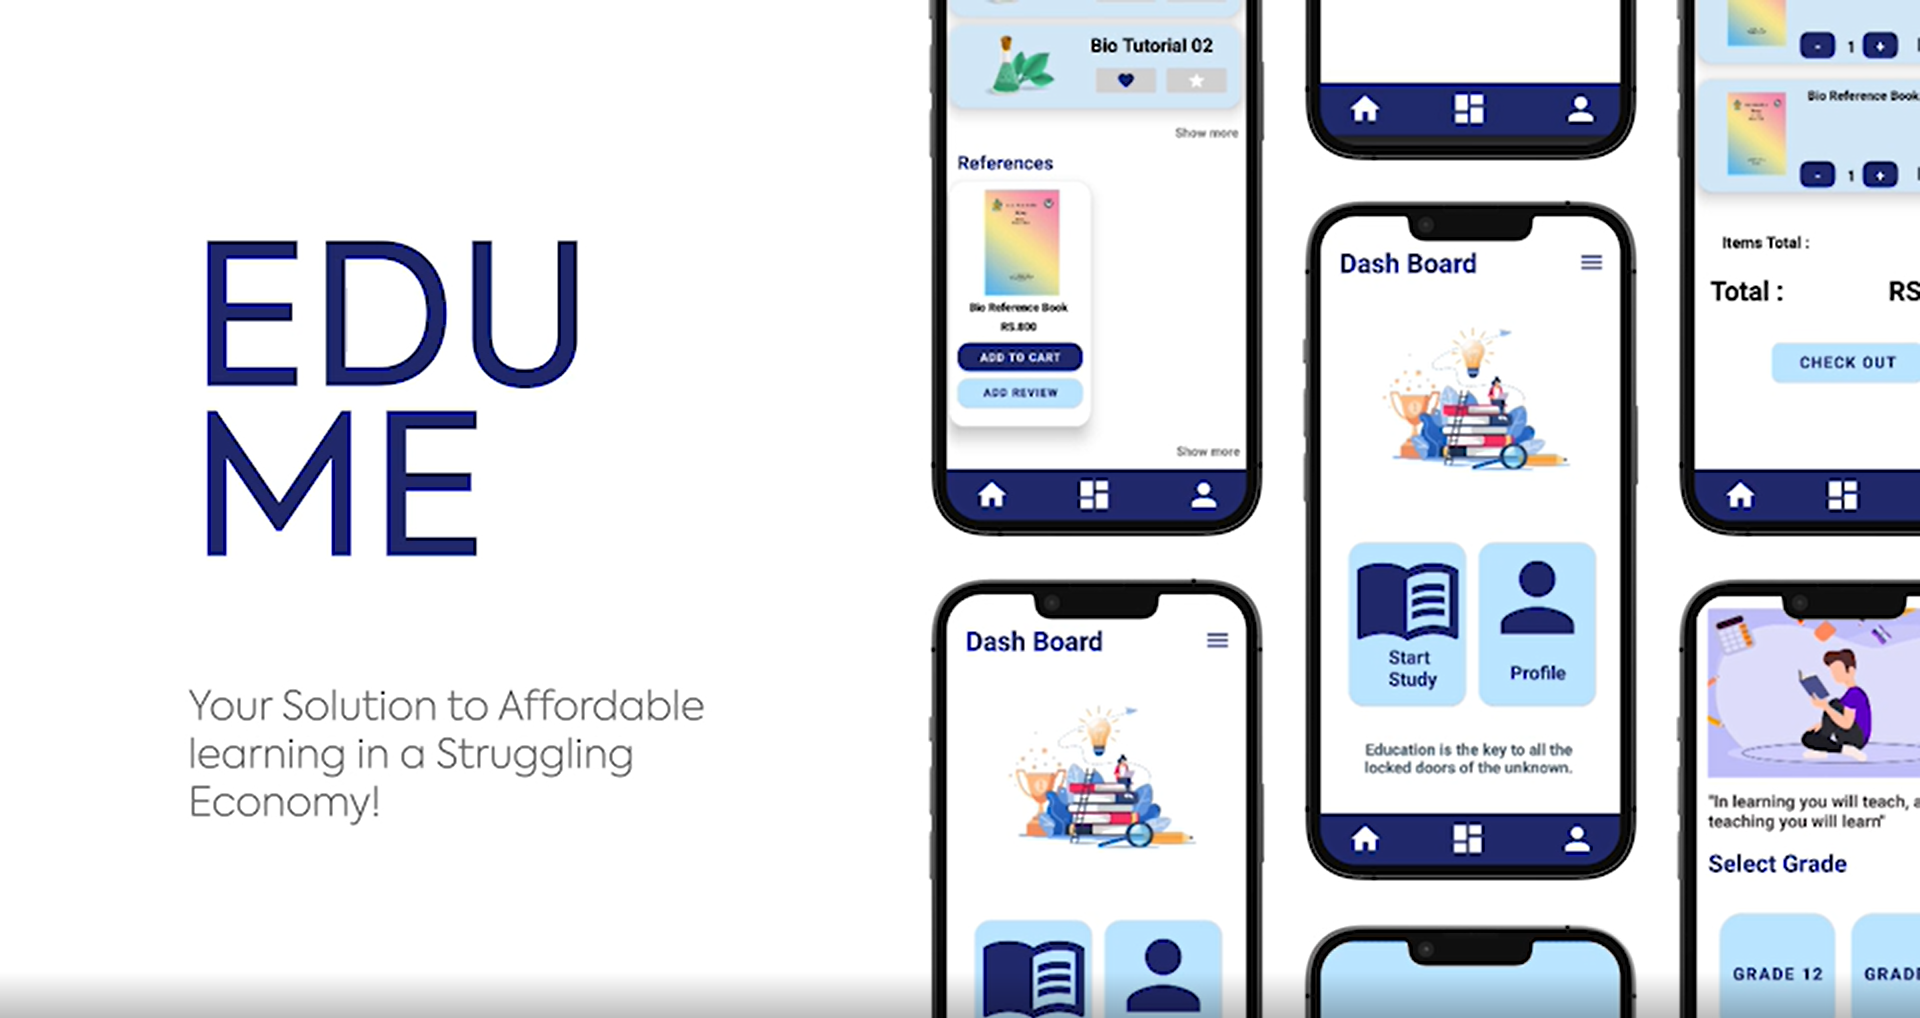 EDU
ME
Your Solution to Affordable
learning in a Struggling
Economy!
Bio Tutorial 02
Show more
References
Bio Reference Book
RS.800
ADD TO CART
ADD REVIEW
Show more
Dash Board
Dash Board
Start
Study
Profile
Education is the key to all the
locked doors of the unknown.
- 1 +
Bio Reference Book
- 1 +
Items Total :
Total : RS
CHECK OUT
"In learning you will teach, a
teaching you will learn"
Select Grade
GRADE 12